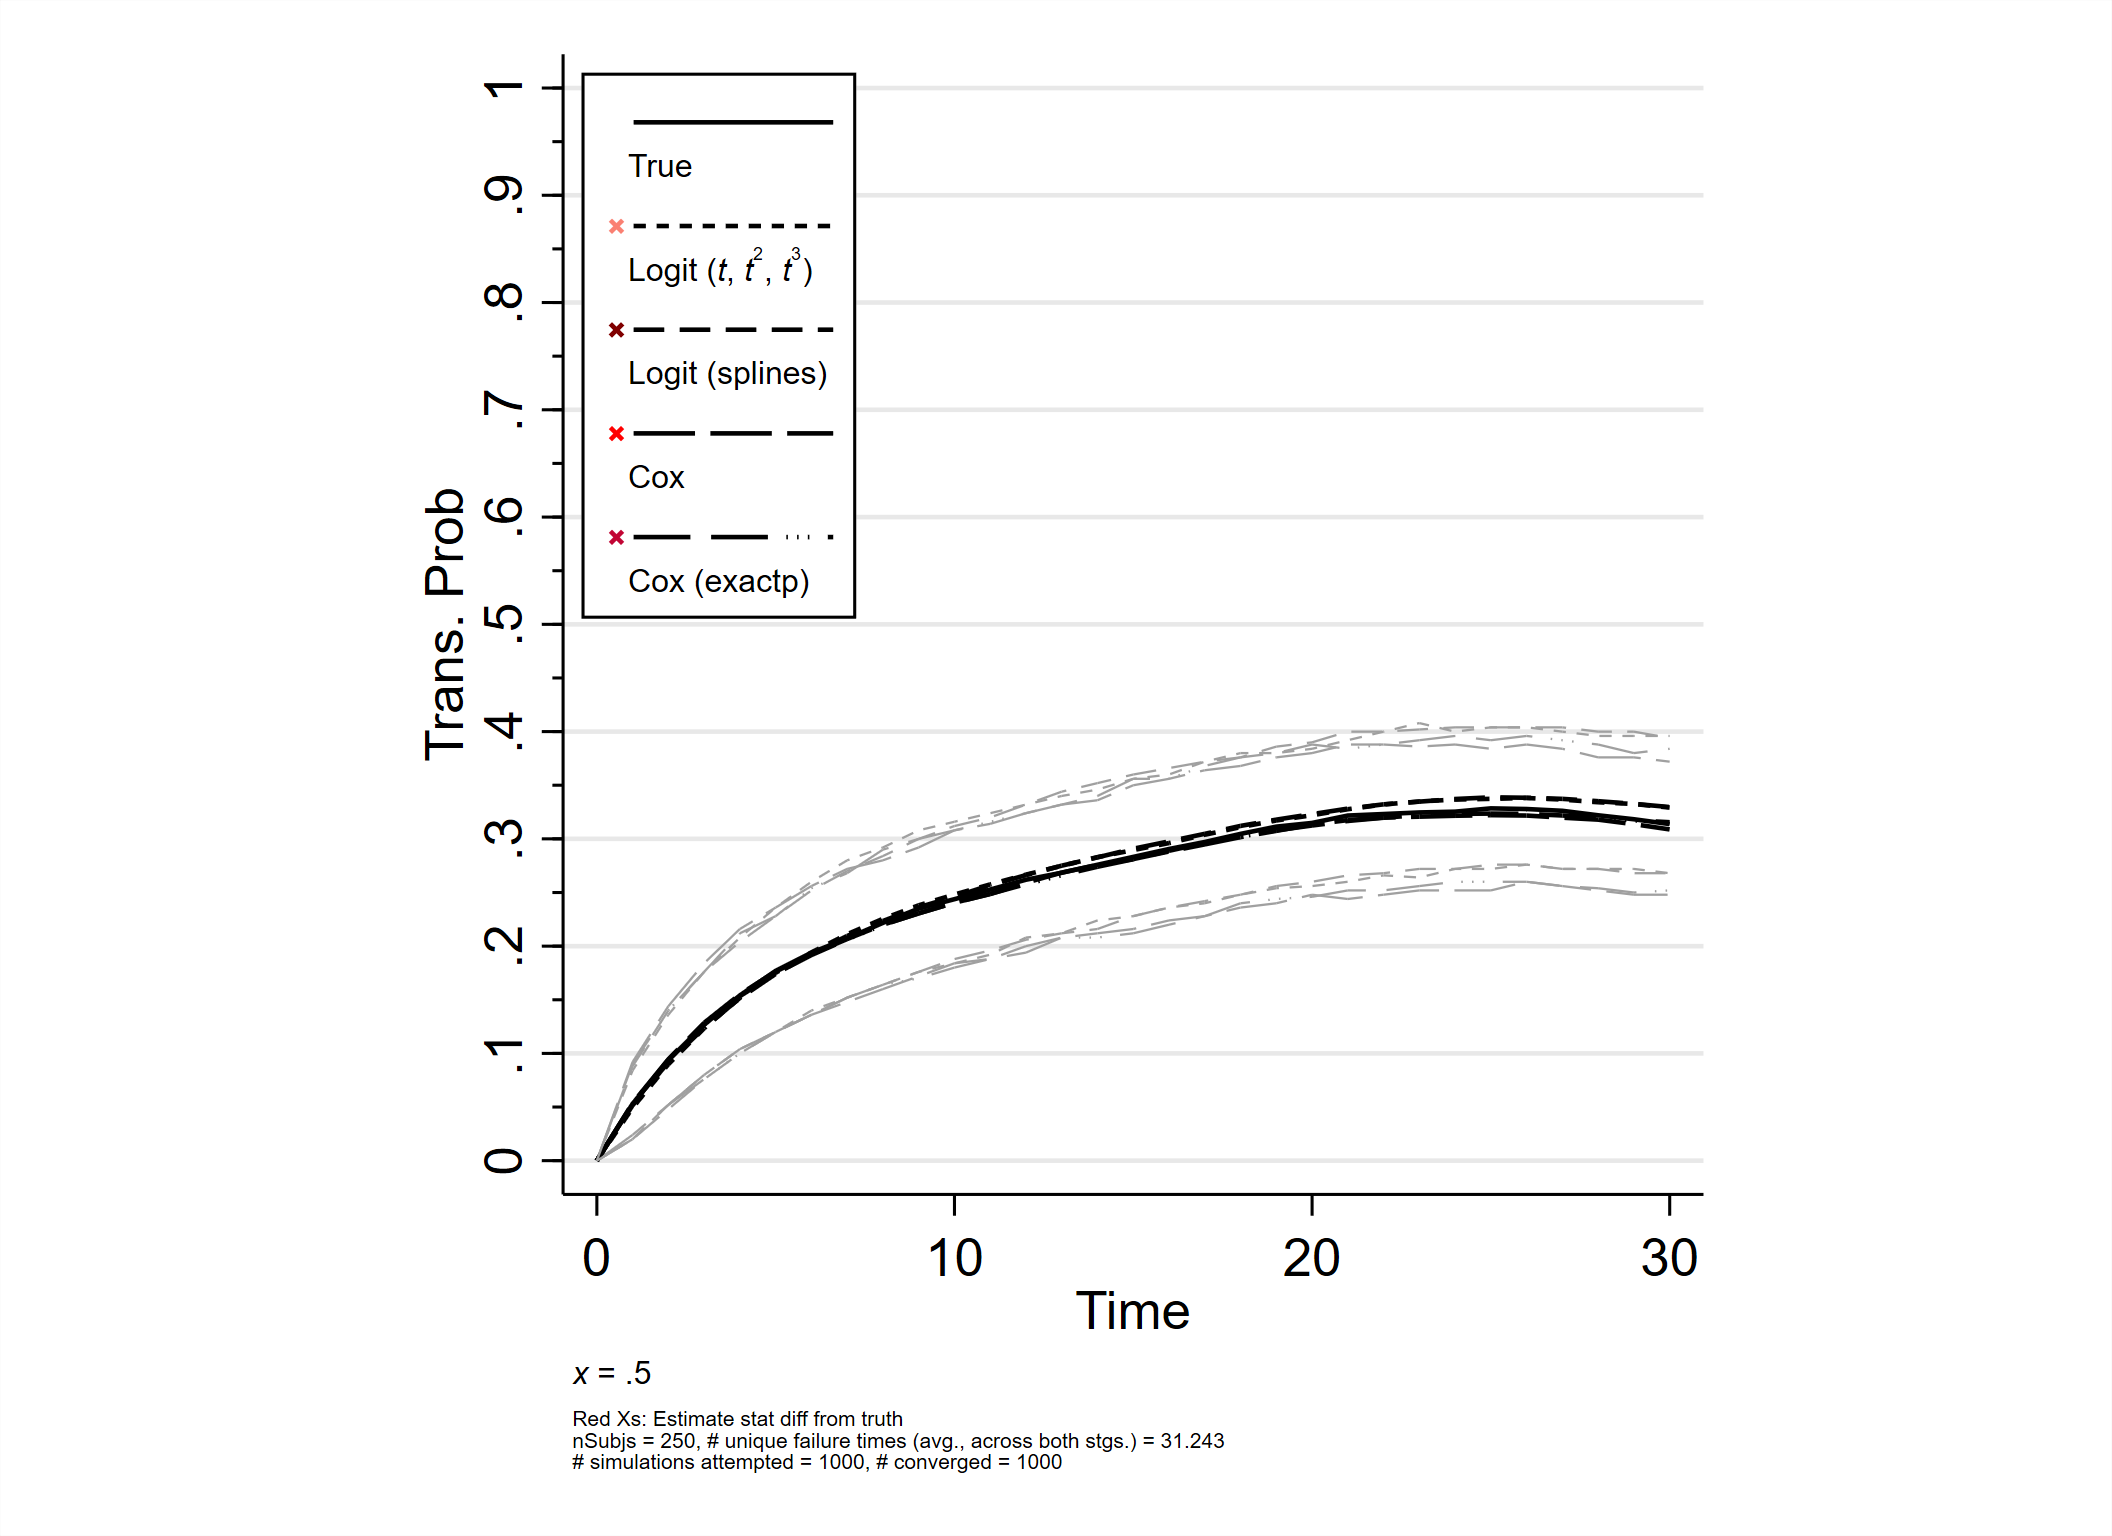 1
.9
.8
.7
.6
.5
.4
.3
.2
.1
0
Trans. Prob
True
Logit (t, t², t³)
Logit (splines)
Cox
Cox (exactp)
0 10 20 30
Time
x = .5
Red Xs: Estimate stat diff from truth
nSubjs = 250, # unique failure times (avg., across both stgs.) = 31.243
# simulations attempted = 1000, # converged = 1000